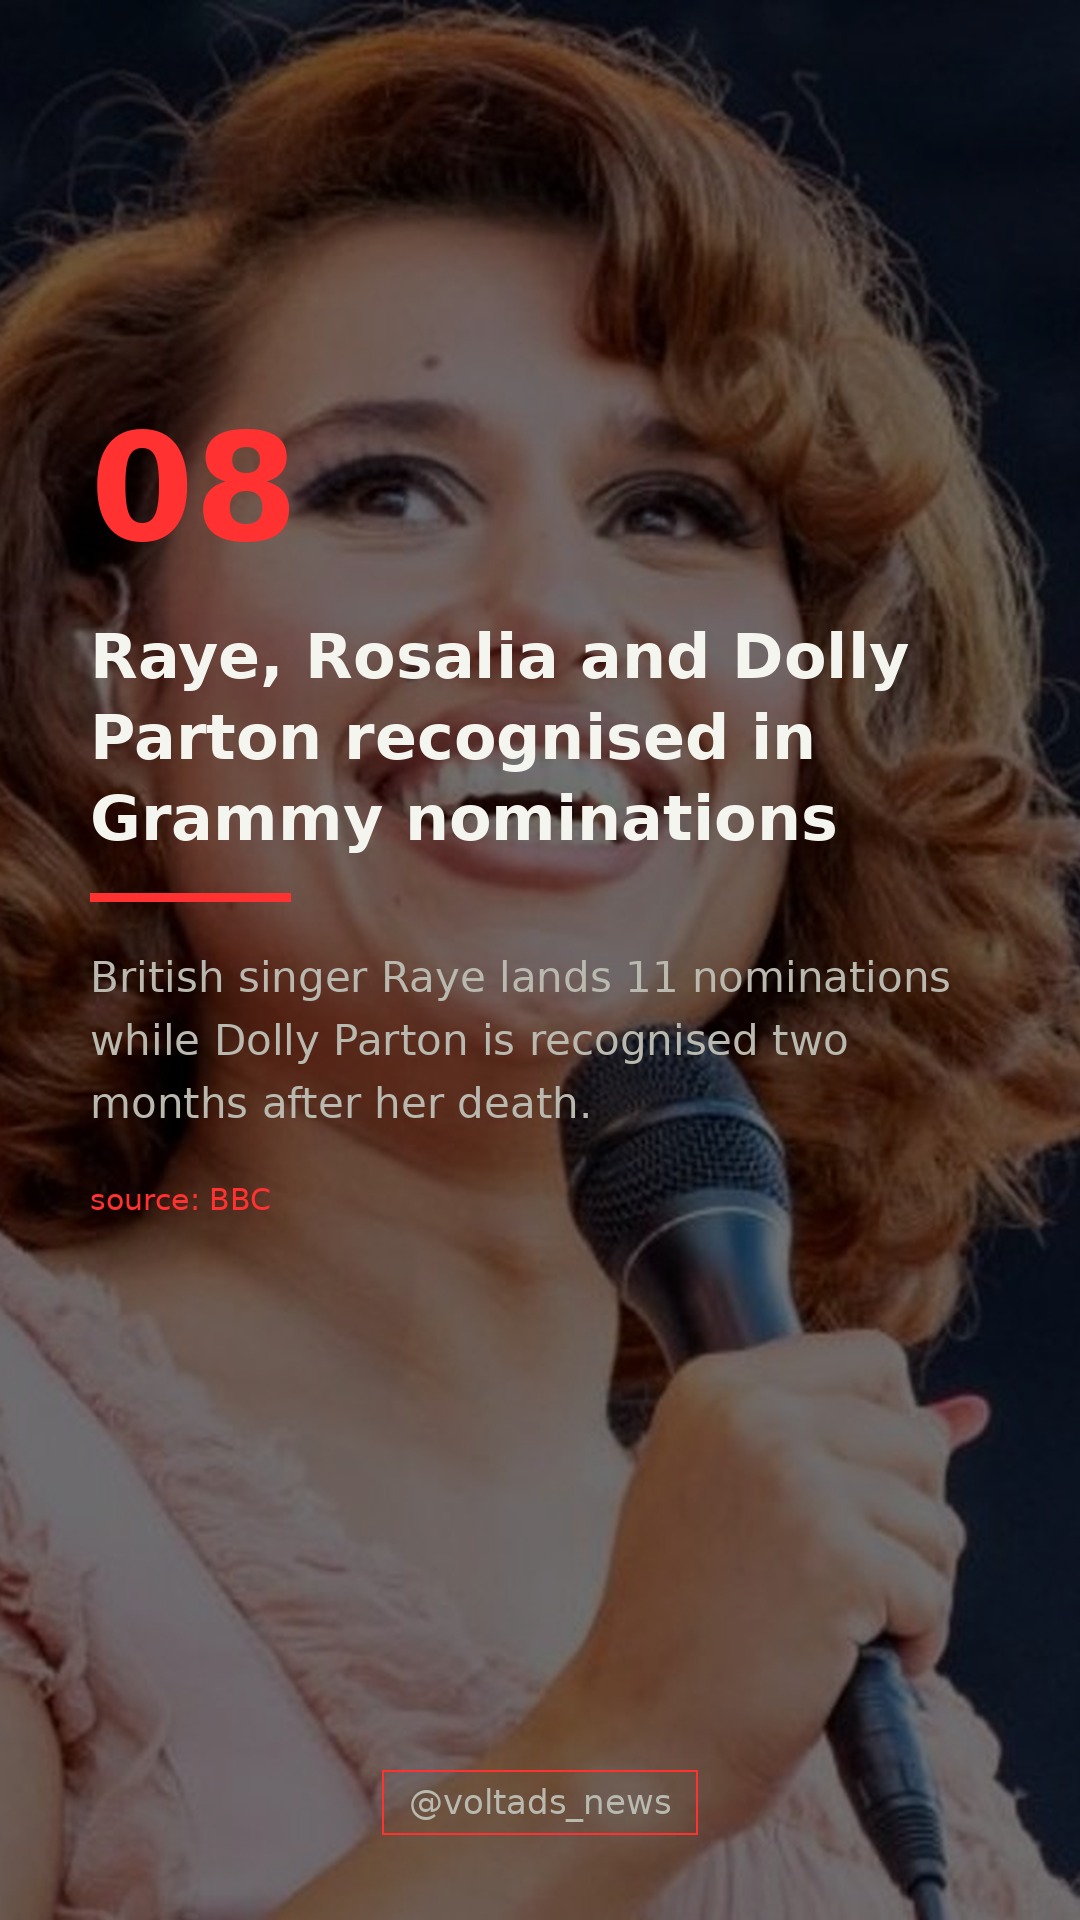 08
Raye, Rosalia and Dolly
Parton recognised in
Grammy nominations
British singer Raye lands 11 nominations
while Dolly Parton is recognised two
months after her death.
source: BBC
@voltads_news